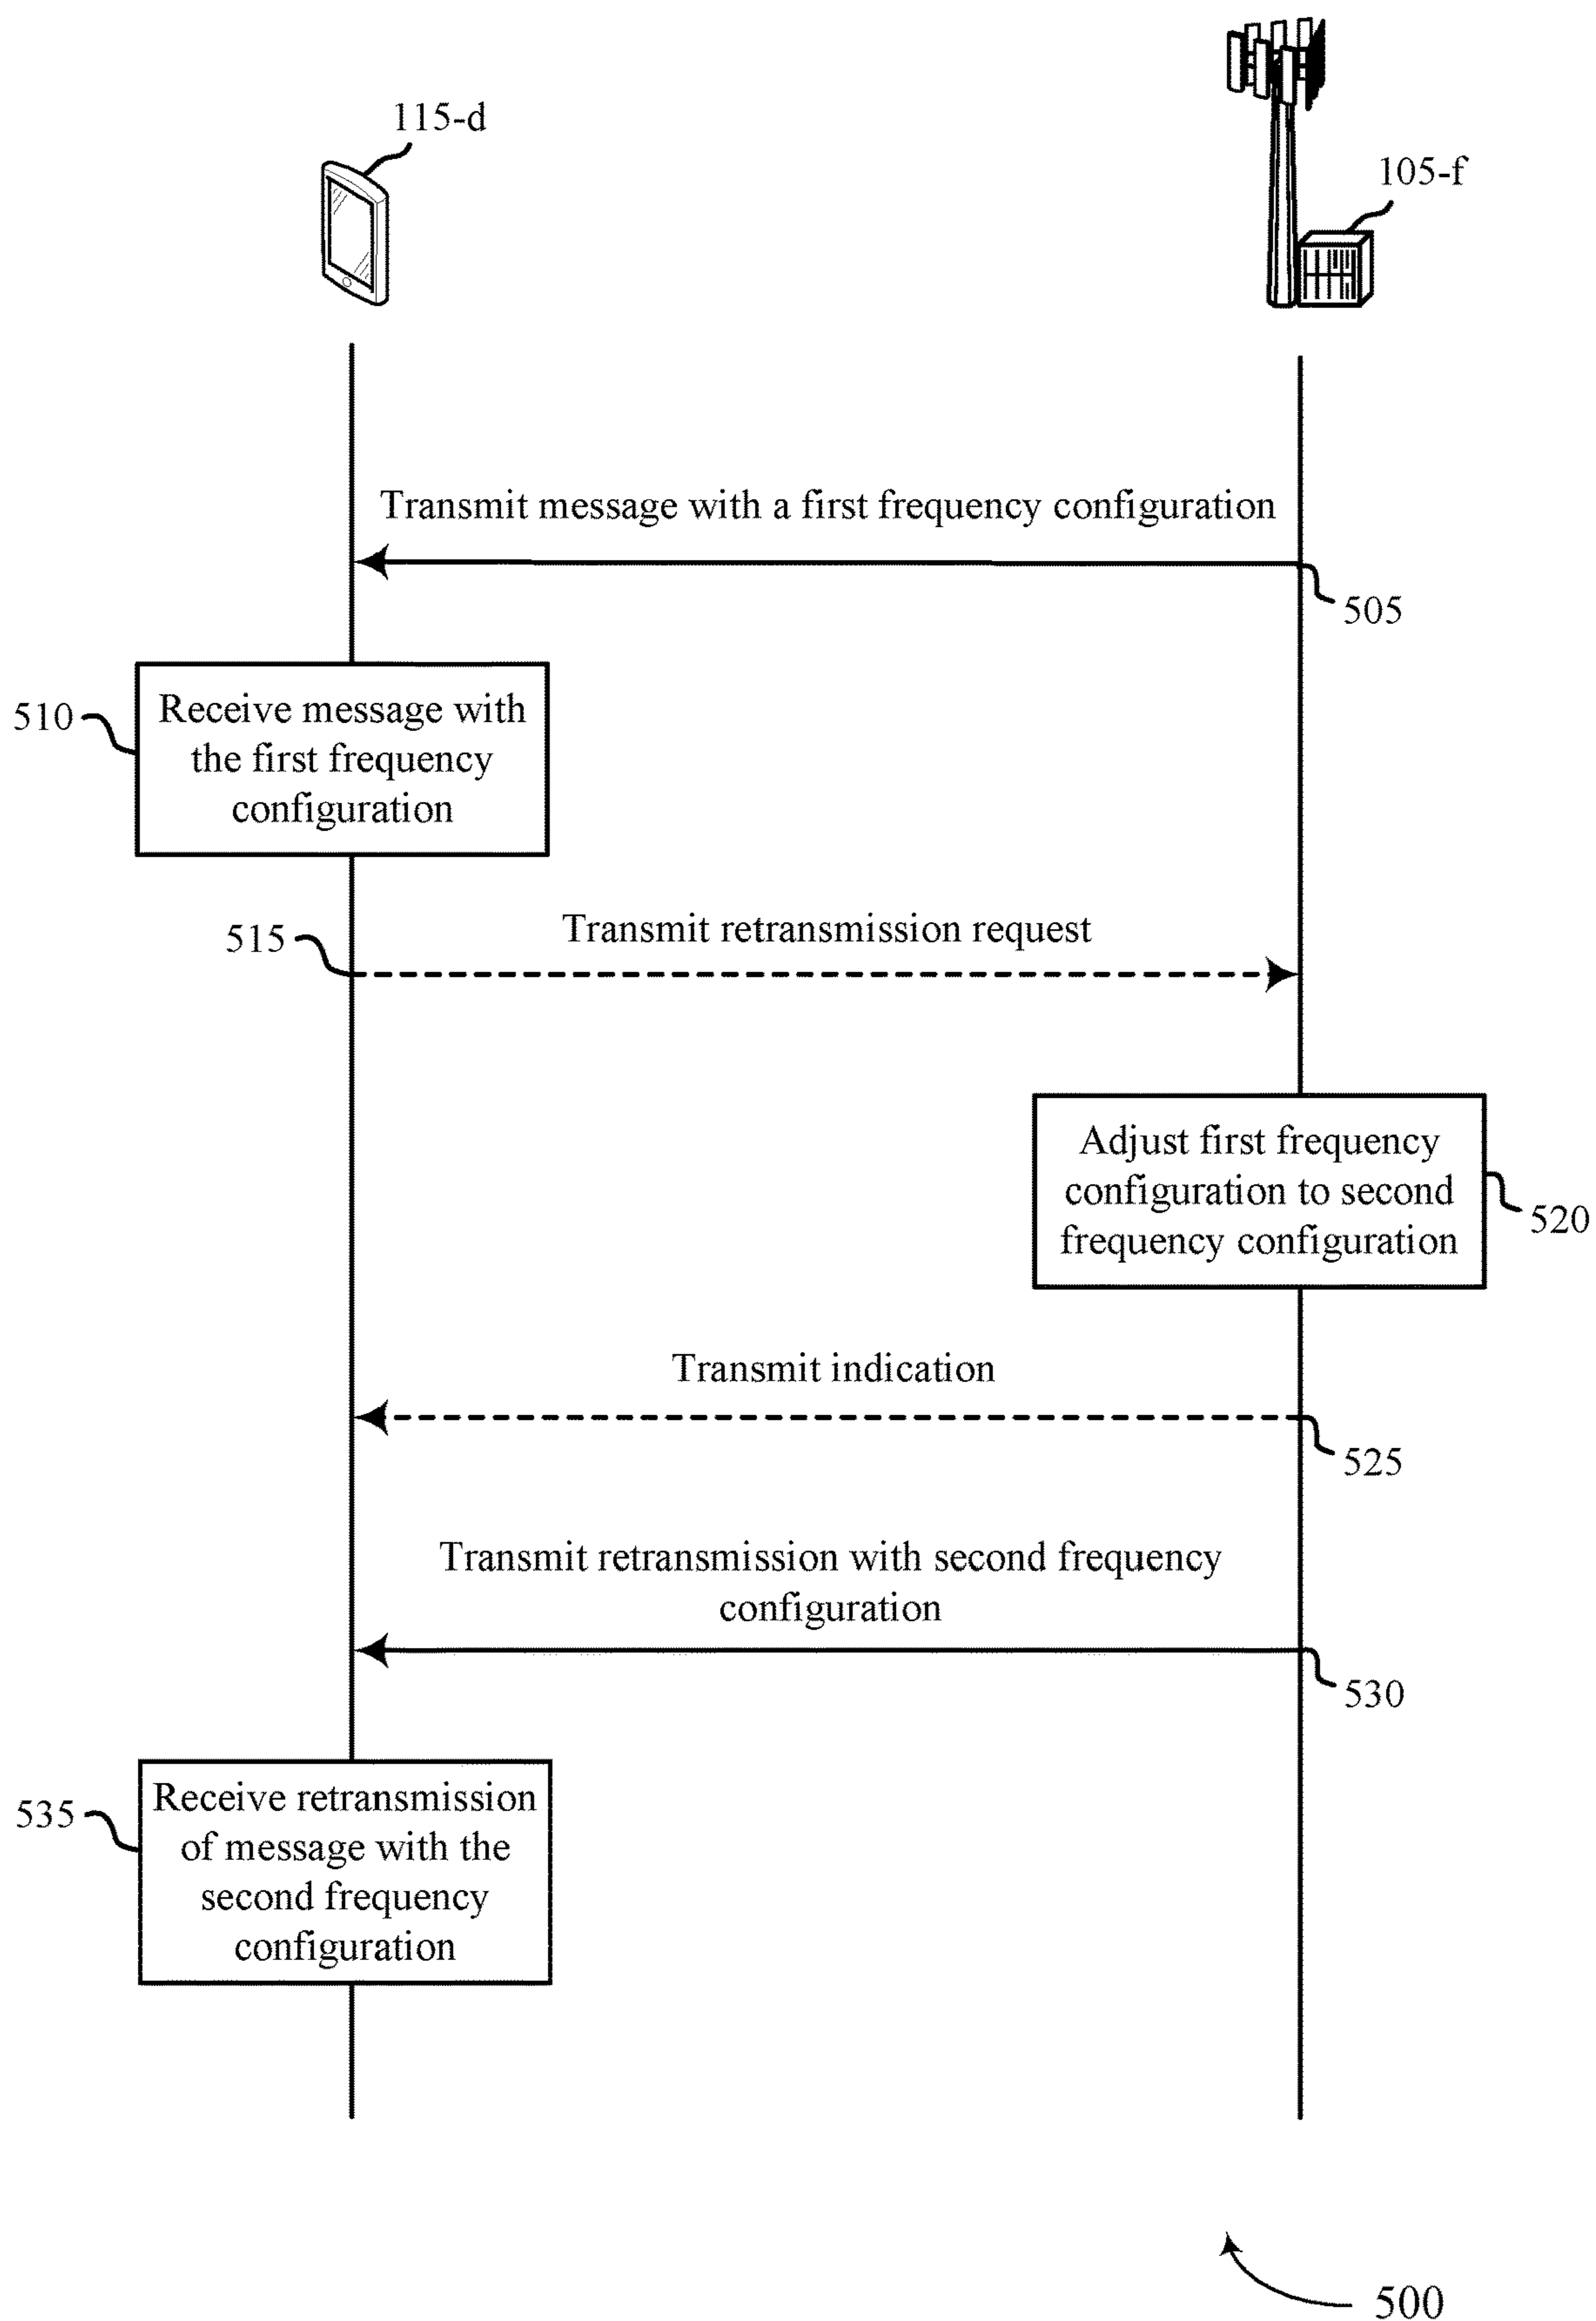 115-d
105-f
Transmit message with a first frequency configuration
505
510
Receive message with
the first frequency
configuration
515
Transmit retransmission request
Adjust first frequency
configuration to second
frequency configuration
520
Transmit indication
525
Transmit retransmission with second frequency
configuration
530
535
Receive retransmission
of message with the
second frequency
configuration
500